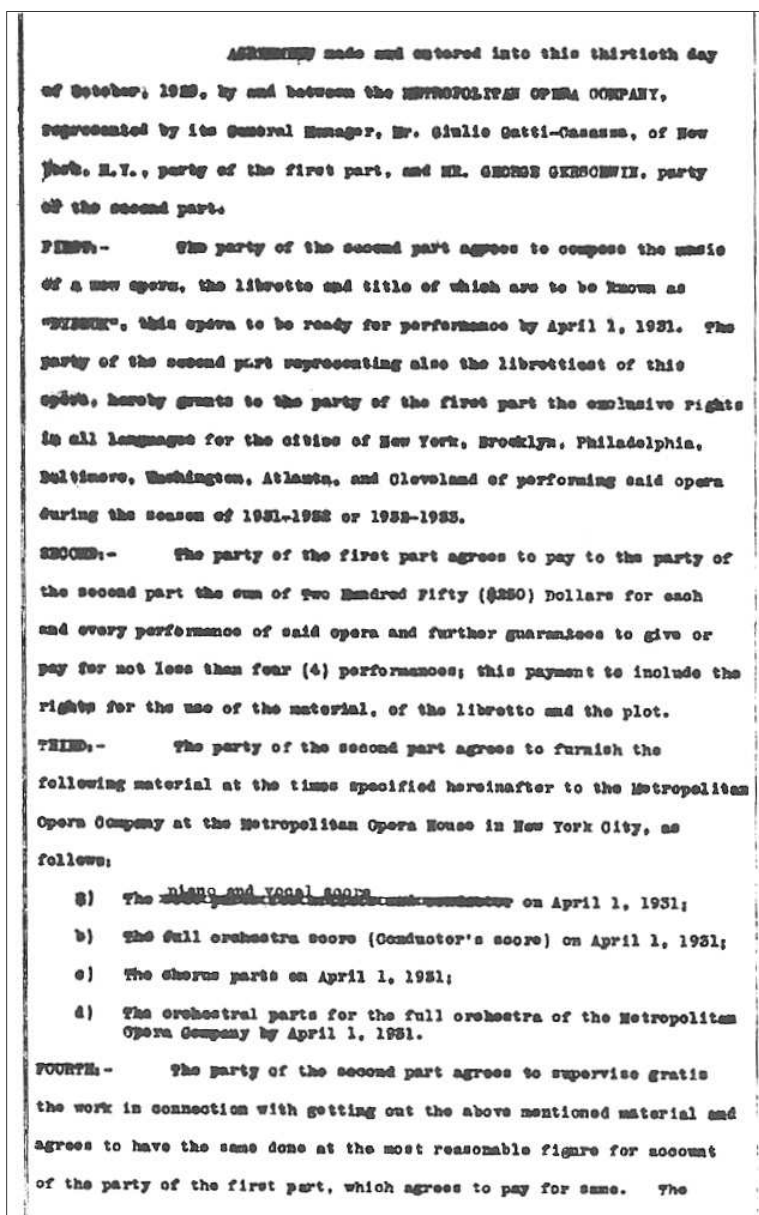 AGREEMENT made and entered into this thirtieth day
of October, 1929, by and between the METROPOLITAN OPERA COMPANY,
represented by its General Manager, Mr. Giulio Gatti-Casazza, of New
York, N.Y., party of the first part, and MR. GEORGE GERSCHWIN, party
of the second part.
FIRST:- The party of the second part agrees to compose the music
of a new opera, the libretto and title of which are to be known as
"DYBBUK", this opera to be ready for performance by April 1, 1931. The
party of the second part representing also the librettist of this
opera, hereby grants to the party of the first part the exclusive rights
in all languages for the cities of New York, Brooklyn, Philadelphia,
Baltimore, Washington, Atlanta, and Cleveland of performing said opera
during the season of 1931-1932 or 1932-1933.
SECOND:- The party of the first part agrees to pay to the party of
the second part the sum of Two Hundred Fifty ($250) Dollars for each
and every performance of said opera and further guarantees to give or
pay for not less than four (4) performances; this payment to include the
rights for the use of the material, of the libretto and the plot.
THIRD:- The party of the second part agrees to furnish the
following material at the times specified hereinafter to the Metropolitan
Opera Company at the Metropolitan Opera House in New York City, as
follows:
a) The piano and vocal score on April 1, 1931;
b) The full orchestra score (Conductor's score) on April 1, 1931;
c) The chorus parts on April 1, 1931;
d) The orchestral parts for the full orchestra of the Metropolitan
Opera Company by April 1, 1931.
FOURTH:- The party of the second part agrees to supervise gratis
the work in connection with getting out the above mentioned material and
agrees to have the same done at the most reasonable figure for account
of the party of the first part, which agrees to pay for same. The